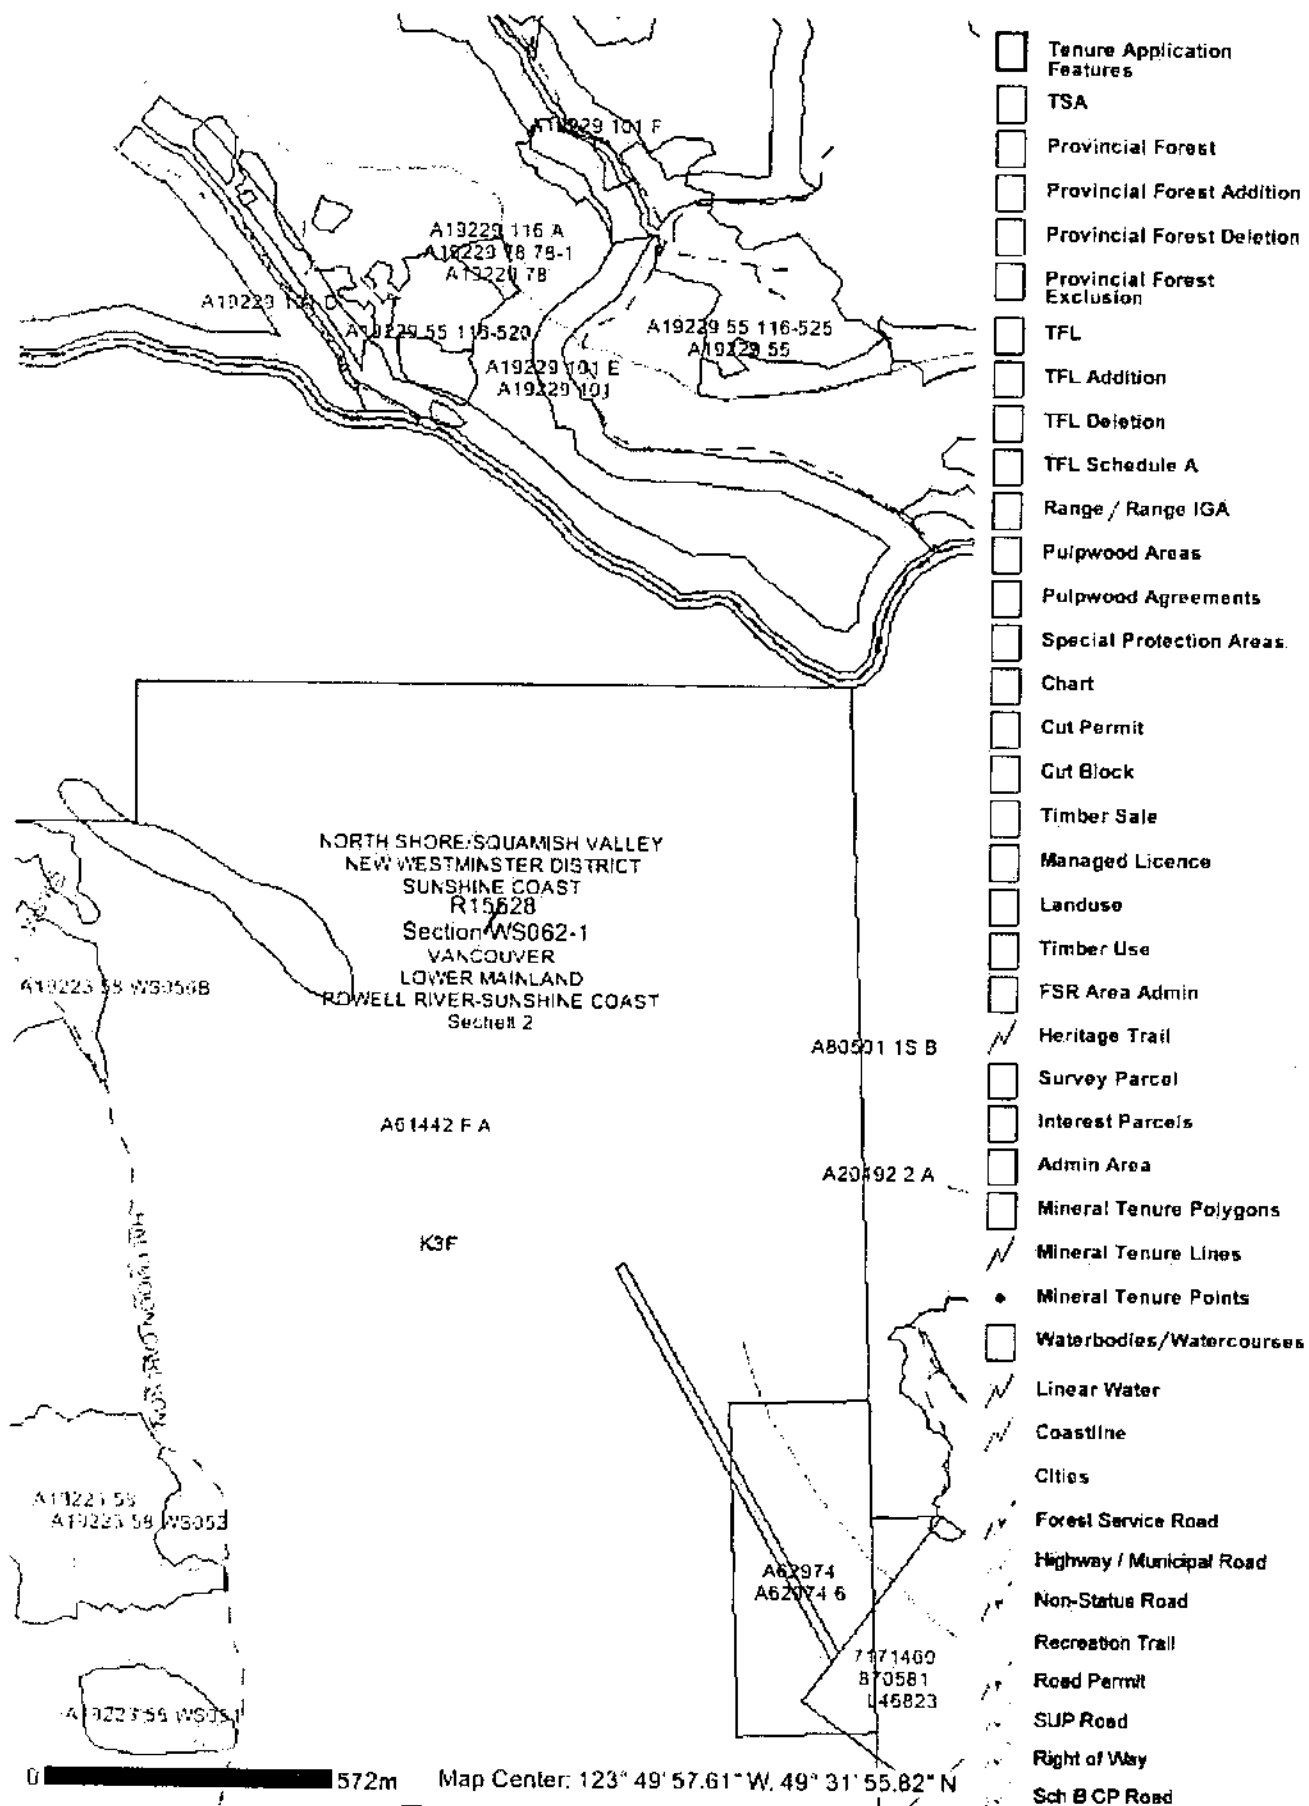 A19229 101 F
A19229 116 A
A19229 78 78-1
A19229 78
A19229 55 116-520
A19229 55 116-525
A19229 55
A19229 101 E
A19229 101
NORTH SHORE/SQUAMISH VALLEY
NEW WESTMINSTER DISTRICT
SUNSHINE COAST
R15628
Section WS062-1
VANCOUVER
LOWER MAINLAND
POWELL RIVER-SUNSHINE COAST
Sechelt 2
A80501 1S B
A61442 F A
A20492 2 A
K3F
A62974
A62974 6
7171460
870581
L46823
0
572m
Map Center: 123° 49' 57.61" W, 49° 31' 55.82" N
Tenure Application
Features
TSA
Provincial Forest
Provincial Forest Addition
Provincial Forest Deletion
Provincial Forest
Exclusion
TFL
TFL Addition
TFL Deletion
TFL Schedule A
Range / Range IGA
Pulpwood Areas
Pulpwood Agreements
Special Protection Areas
Chart
Cut Permit
Cut Block
Timber Sale
Managed Licence
Landuse
Timber Use
FSR Area Admin
Heritage Trail
Survey Parcel
Interest Parcels
Admin Area
Mineral Tenure Polygons
Mineral Tenure Lines
Mineral Tenure Points
Waterbodies/Watercourses
Linear Water
Coastline
Cities
Forest Service Road
Highway / Municipal Road
Non-Status Road
Recreation Trail
Road Permit
SUP Road
Right of Way
Sch B CP Road